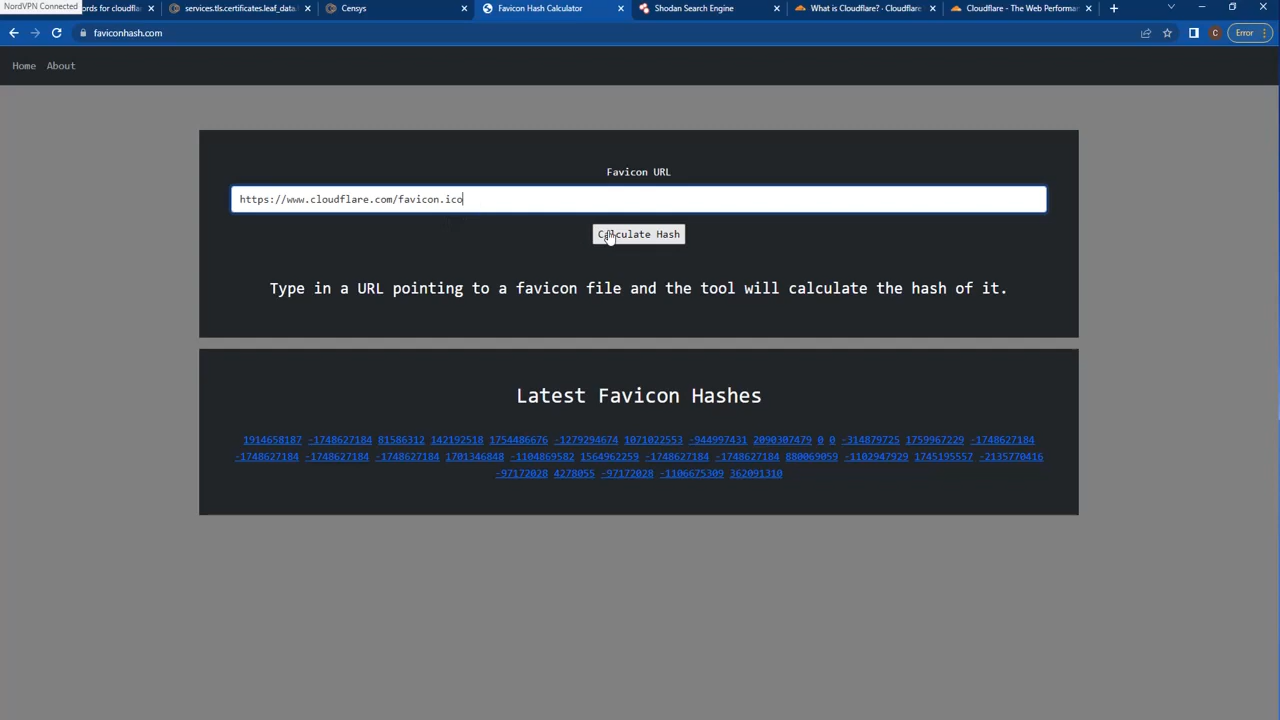 NordVPN Connected
rds for cloudflar
services.tls.certificates.leaf_data
Censys
Favicon Hash Calculator
Shodan Search Engine
What is Cloudflare? · Cloudflare
Cloudflare - The Web Performa
faviconhash.com
C
Error
Home
About
Favicon URL
https://www.cloudflare.com/favicon.ico
Calculate Hash
Type in a URL pointing to a favicon file and the tool will calculate the hash of it.
Latest Favicon Hashes
1914658187 -1748627184 81586312 142192518 1754486676 -1279294674 1071022553 -944997431 2090307479 0 0 -314879725 1759967229 -1748627184
-1748627184 -1748627184 -1748627184 1701346848 -1104869582 1564962259 -1748627184 -1748627184 880069059 -1102947929 1745195557 -2135770416
-97172028 4278055 -97172028 -1106675309 362091310